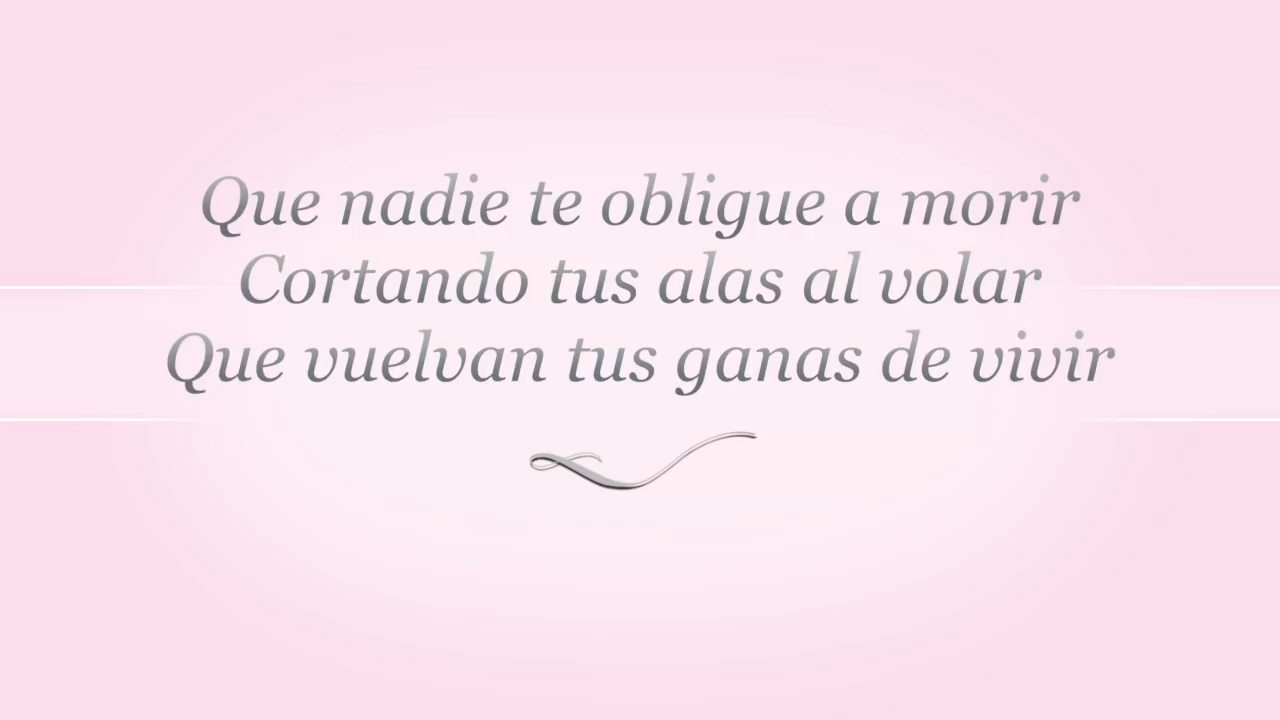 Que nadie te obligue a morir
Cortando tus alas al volar
Que vuelvan tus ganas de vivir